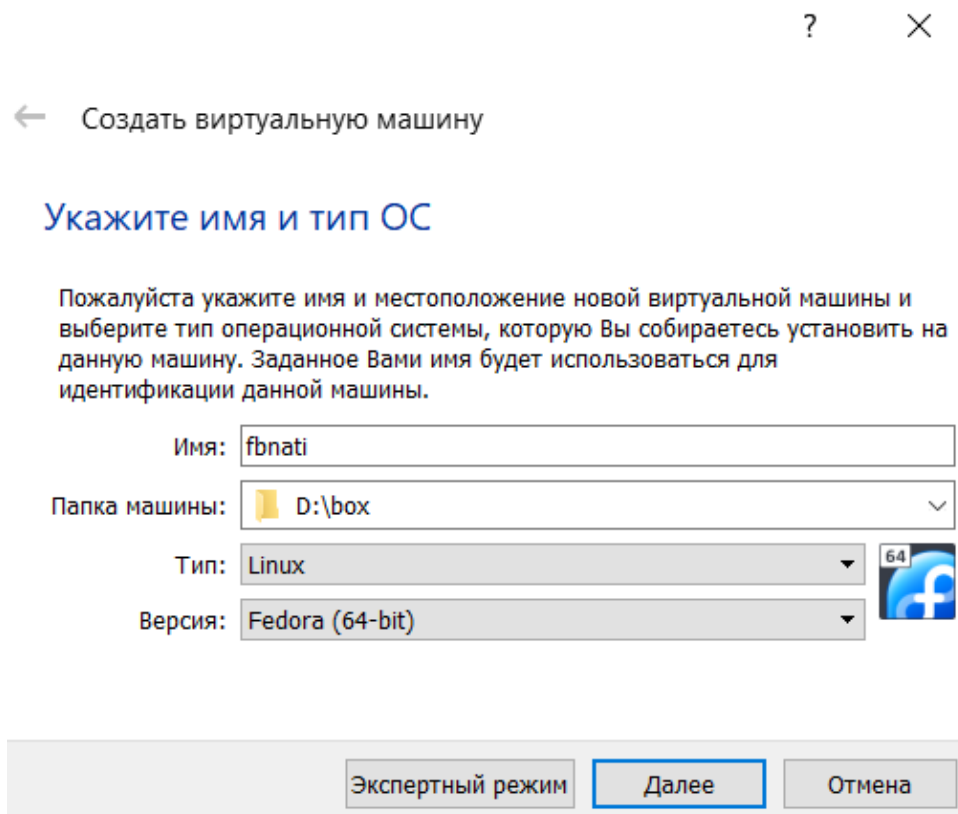 ?
Создать виртуальную машину
Укажите имя и тип ОС
Пожалуйста укажите имя и местоположение новой виртуальной машины и
выберите тип операционной системы, которую Вы собираетесь установить на
данную машину. Заданное Вами имя будет использоваться для
идентификации данной машины.
Имя: fbnati
Папка машины: D:\box
Тип: Linux
64
Версия: Fedora (64-bit)
Экспертный режим Далее Отмена